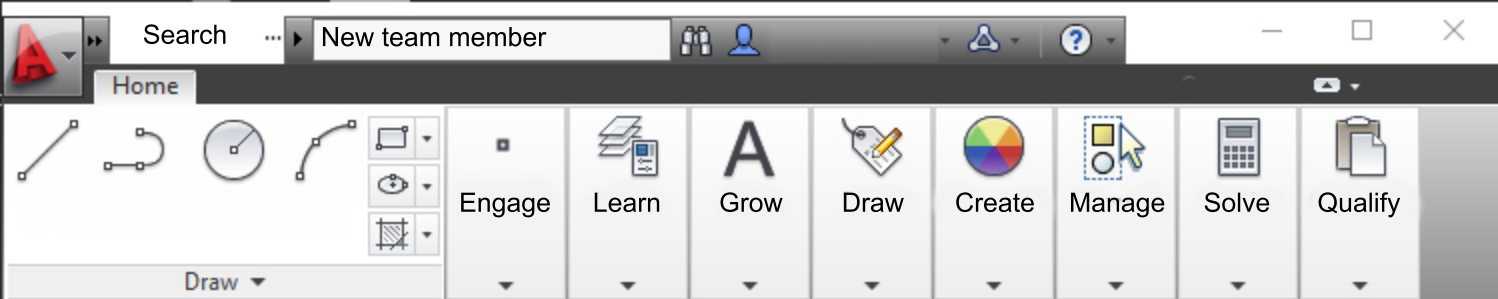 Search
New team member
Home
Engage Learn Grow Draw Create Manage Solve Qualify
Draw